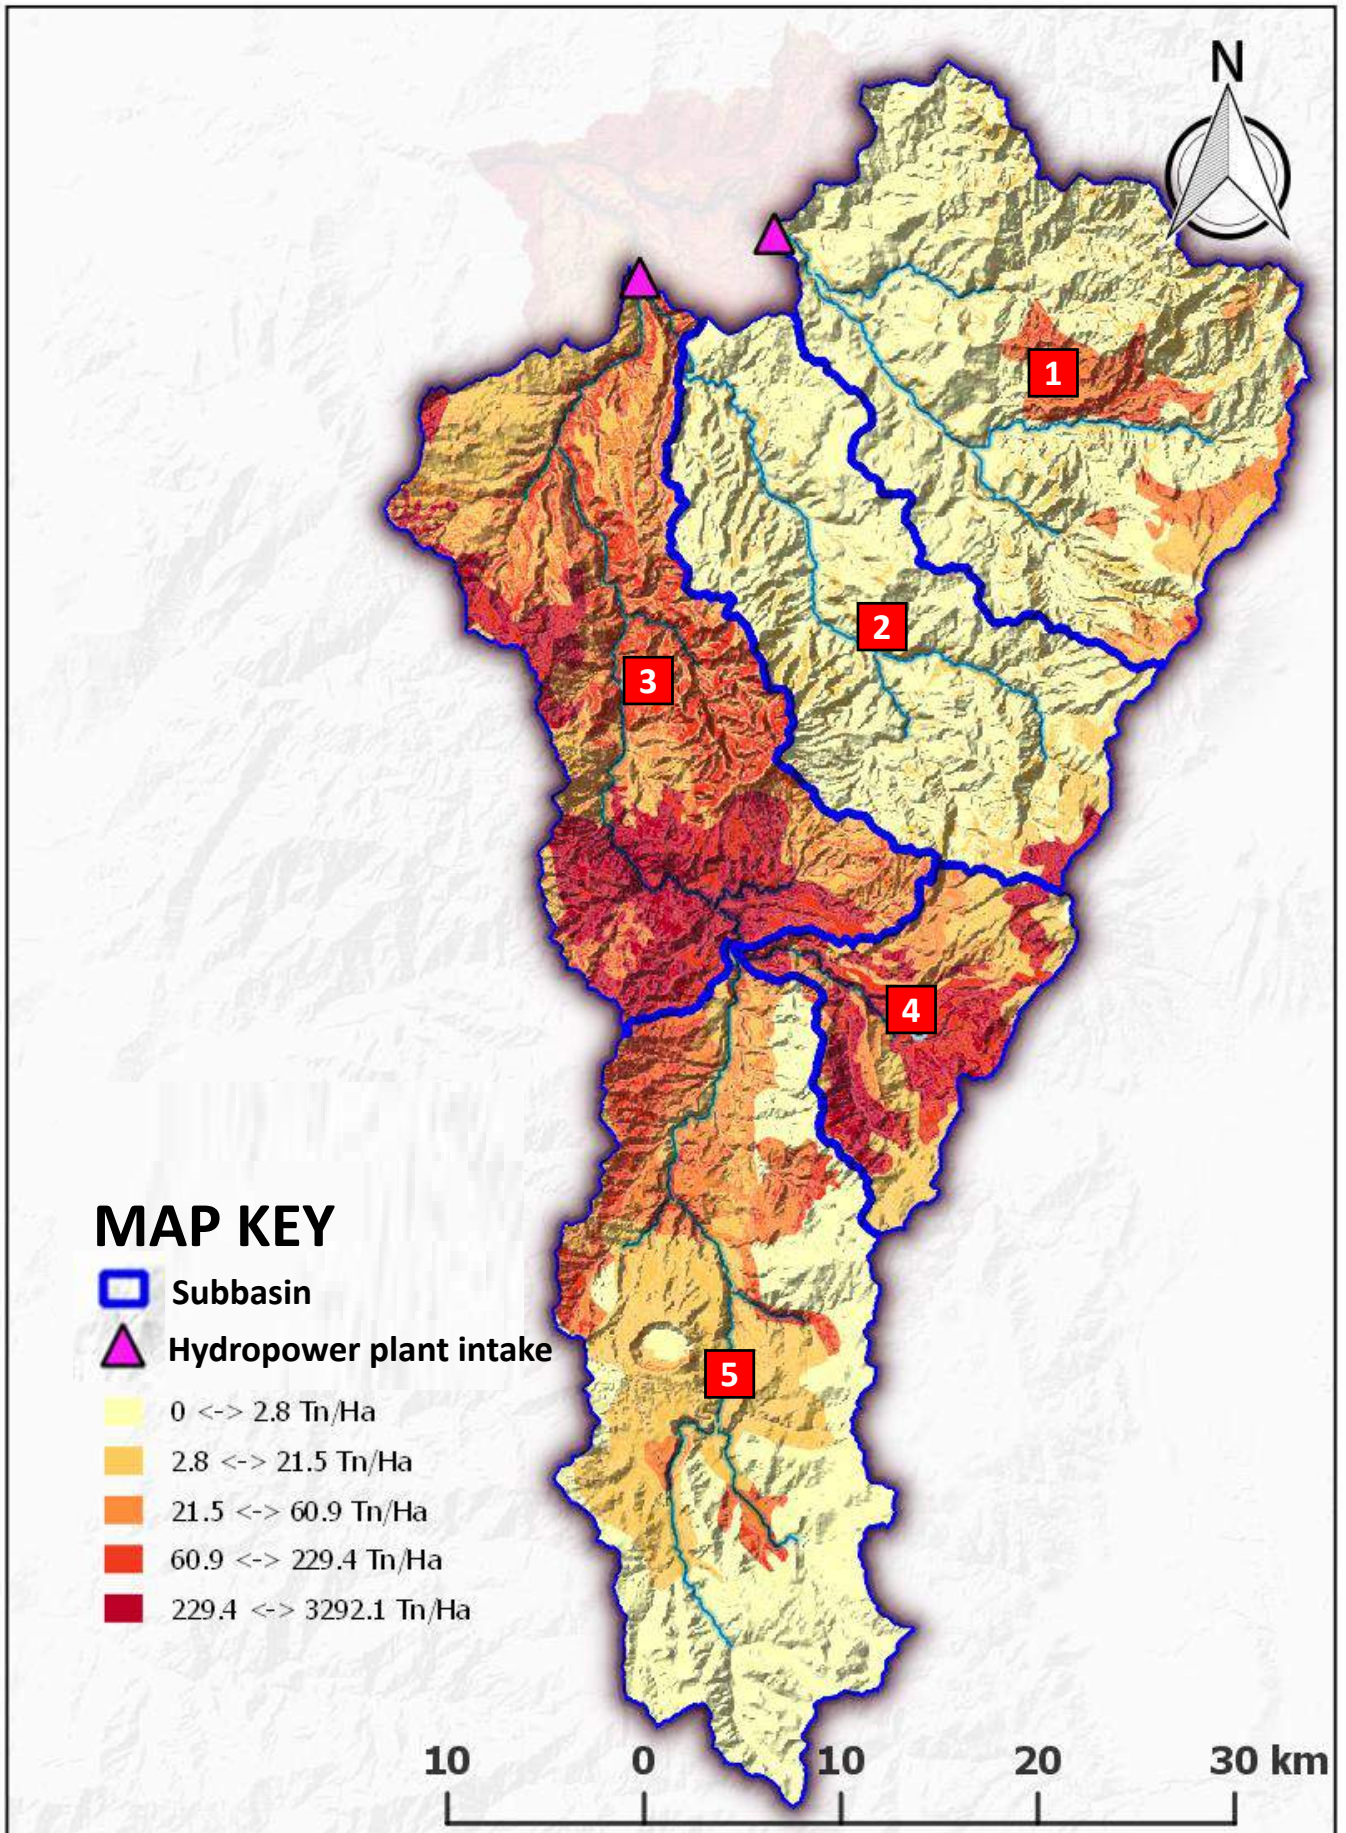 N
1
2
3
4
5
MAP KEY
Subbasin
Hydropower plant intake
0 <-> 2.8 Tn/Ha
2.8 <-> 21.5 Tn/Ha
21.5 <-> 60.9 Tn/Ha
60.9 <-> 229.4 Tn/Ha
229.4 <-> 3292.1 Tn/Ha
10 0 10 20 30 km